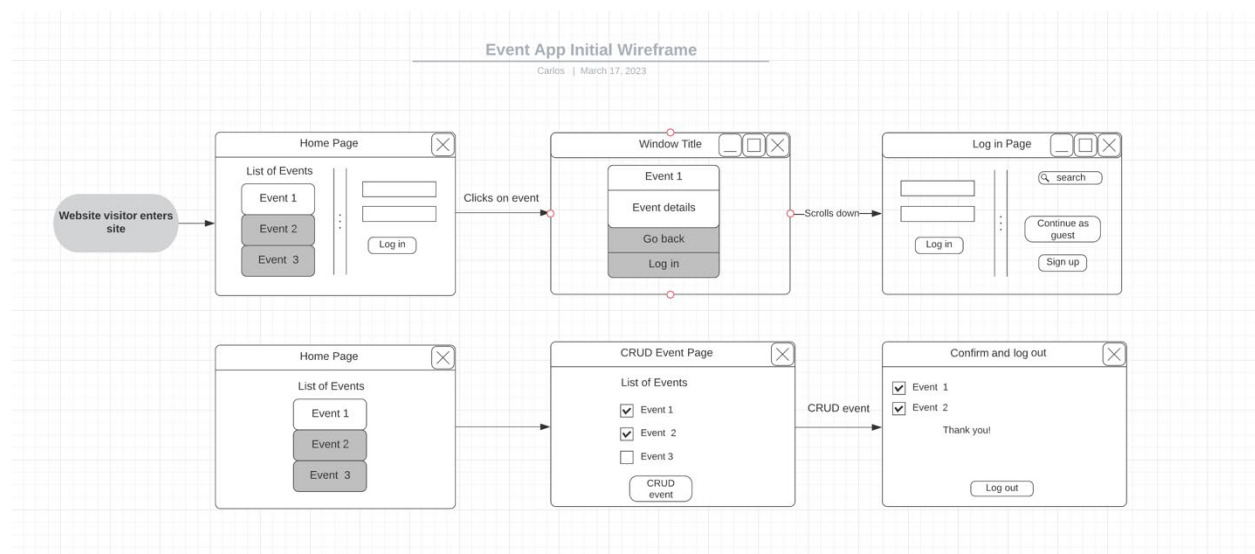 Event App Initial Wireframe
Carlos | March 17, 2023
Website visitor enters
site
Home Page
List of Events
Event 1
Event 2
Event 3
Log in
Clicks on event
Window Title
Event 1
Event details
Go back
Log in
Scrolls down
Log in Page
Log in
search
Continue as
guest
Sign up
Home Page
List of Events
Event 1
Event 2
Event 3
CRUD Event Page
List of Events
Event 1
Event 2
Event 3
CRUD
event
CRUD event
Confirm and log out
Event 1
Event 2
Thank you!
Log out